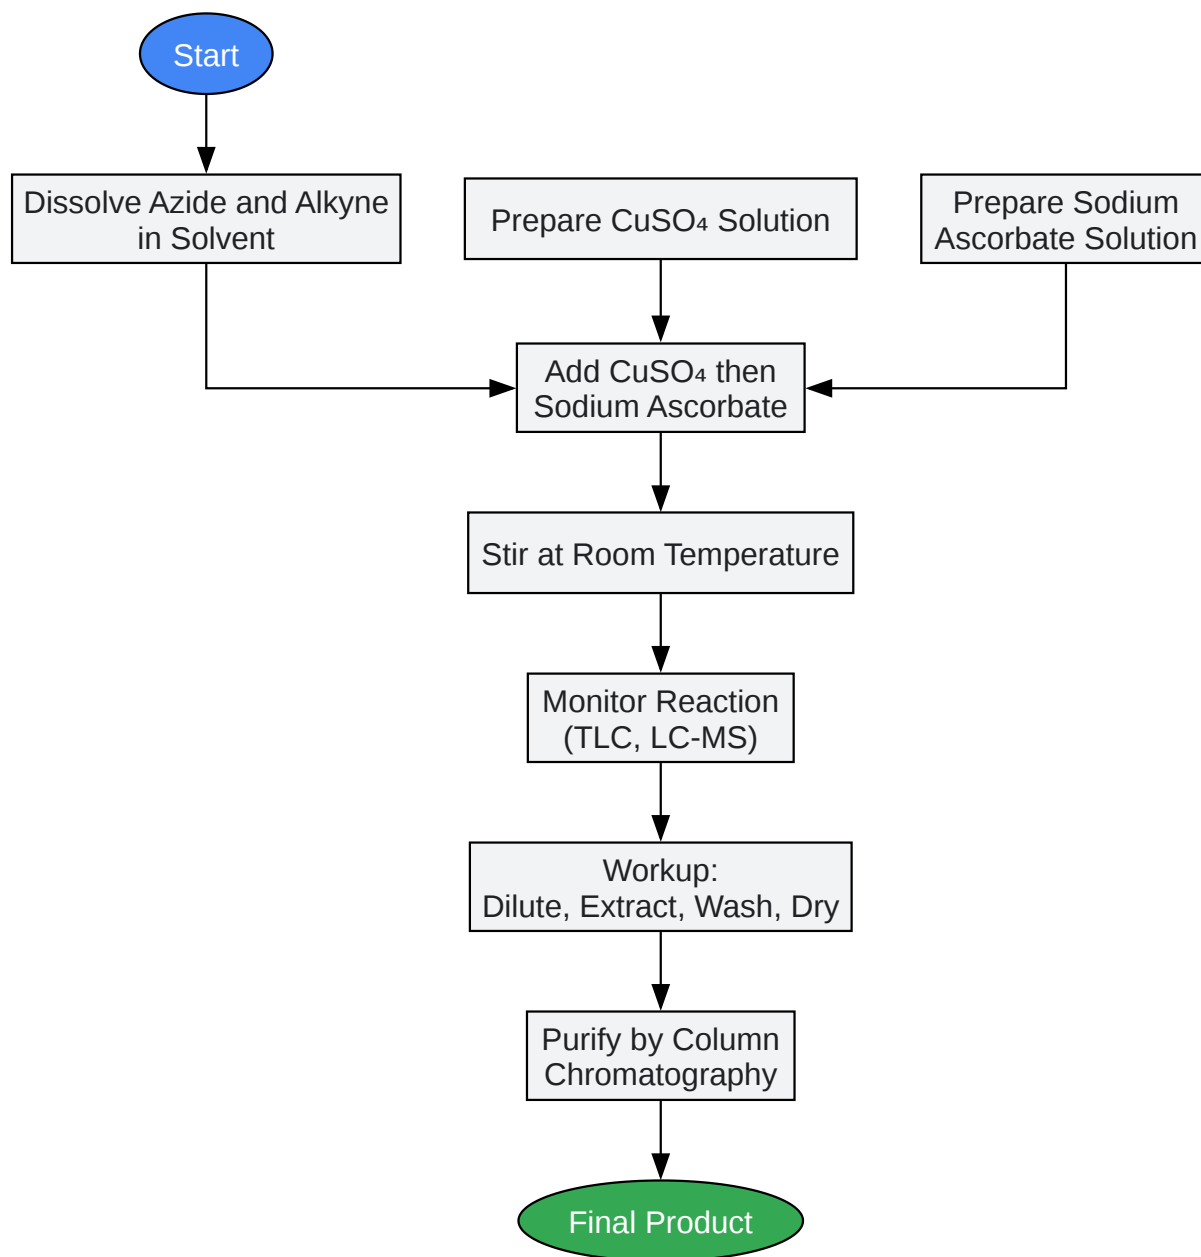 Start
Dissolve Azide and Alkyne
in Solvent
Prepare CuSO₄ Solution
Prepare Sodium
Ascorbate Solution
Add CuSO₄ then
Sodium Ascorbate
Stir at Room Temperature
Monitor Reaction
(TLC, LC-MS)
Workup:
Dilute, Extract, Wash, Dry
Purify by Column
Chromatography
Final Product